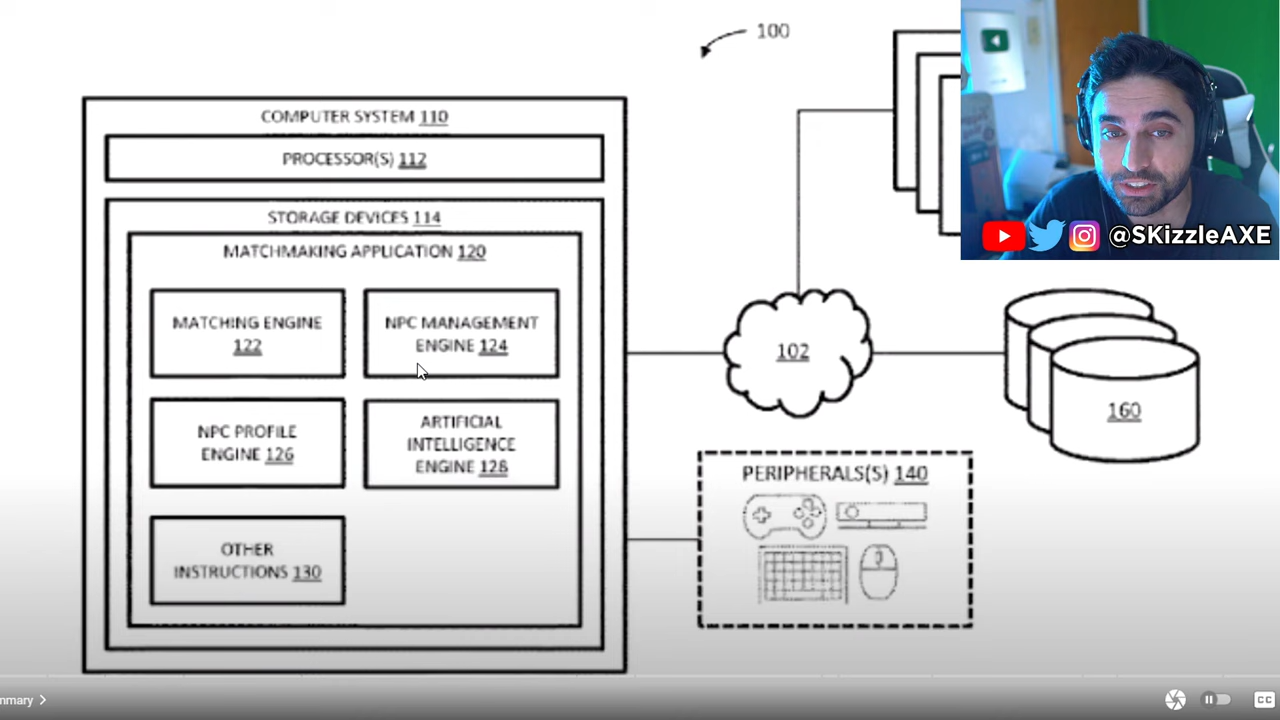 100
COMPUTER SYSTEM 110
PROCESSOR(S) 112
STORAGE DEVICES 114
MATCHMAKING APPLICATION 120
MATCHING ENGINE
122
NPC MANAGEMENT
ENGINE 124
NPC PROFILE
ENGINE 126
ARTIFICIAL
INTELLIGENCE
ENGINE 128
OTHER
INSTRUCTIONS 130
102
160
PERIPHERALS(S) 140
@SKizzleAXE
mmary
CC